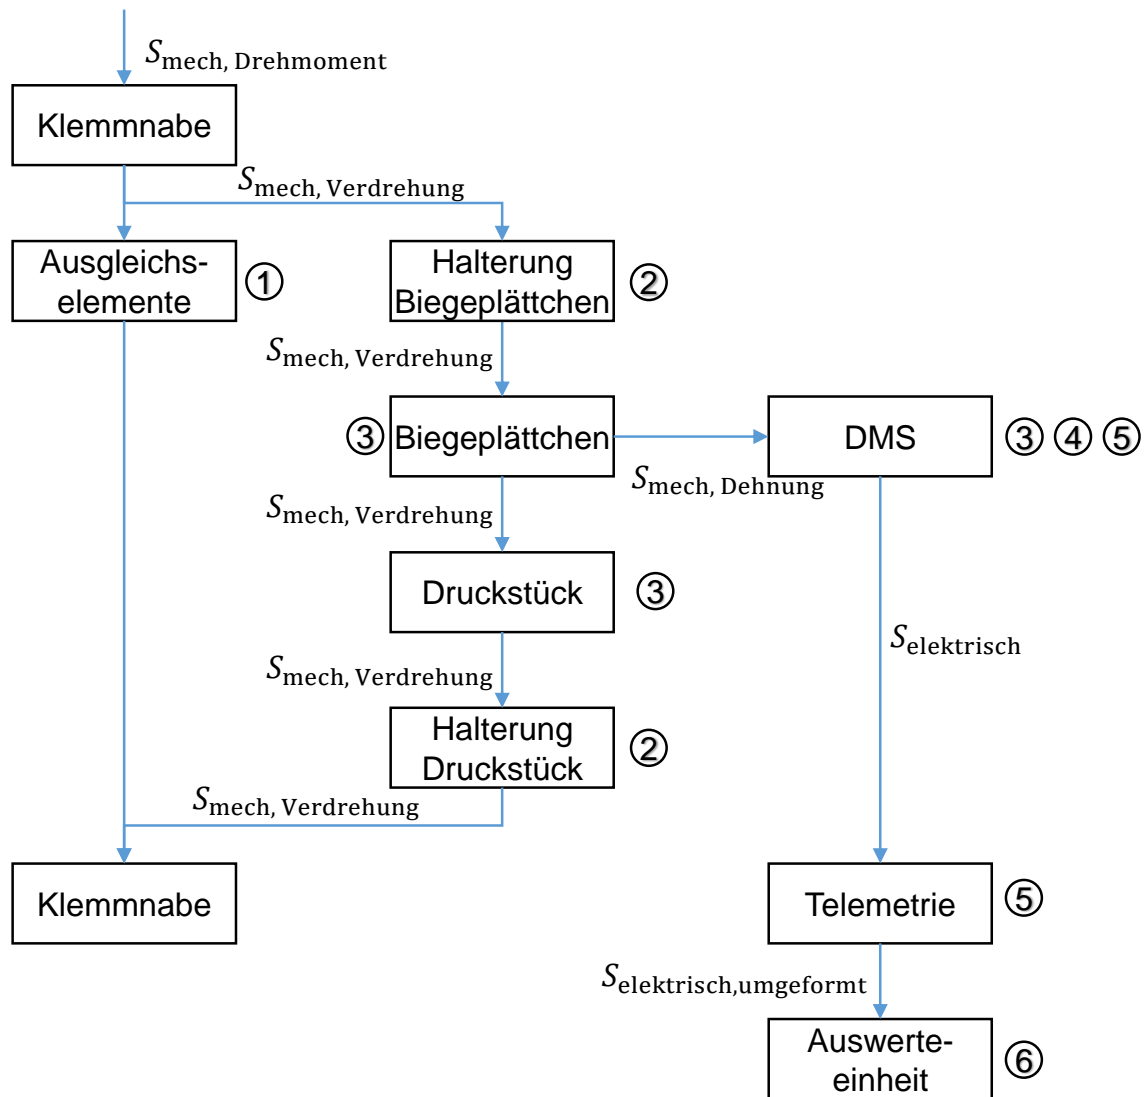 S_mech, Drehmoment
Klemmnabe
S_mech, Verdrehung
Ausgleichs-
elemente
①
Halterung
Biegeplättchen
②
S_mech, Verdrehung
③
Biegeplättchen
DMS
③ ④ ⑤
S_mech, Dehnung
S_mech, Verdrehung
Druckstück
③
S_elektrisch
S_mech, Verdrehung
Halterung
Druckstück
②
S_mech, Verdrehung
Klemmnabe
Telemetrie
⑤
S_elektrisch,umgeformt
Auswerte-
einheit
⑥